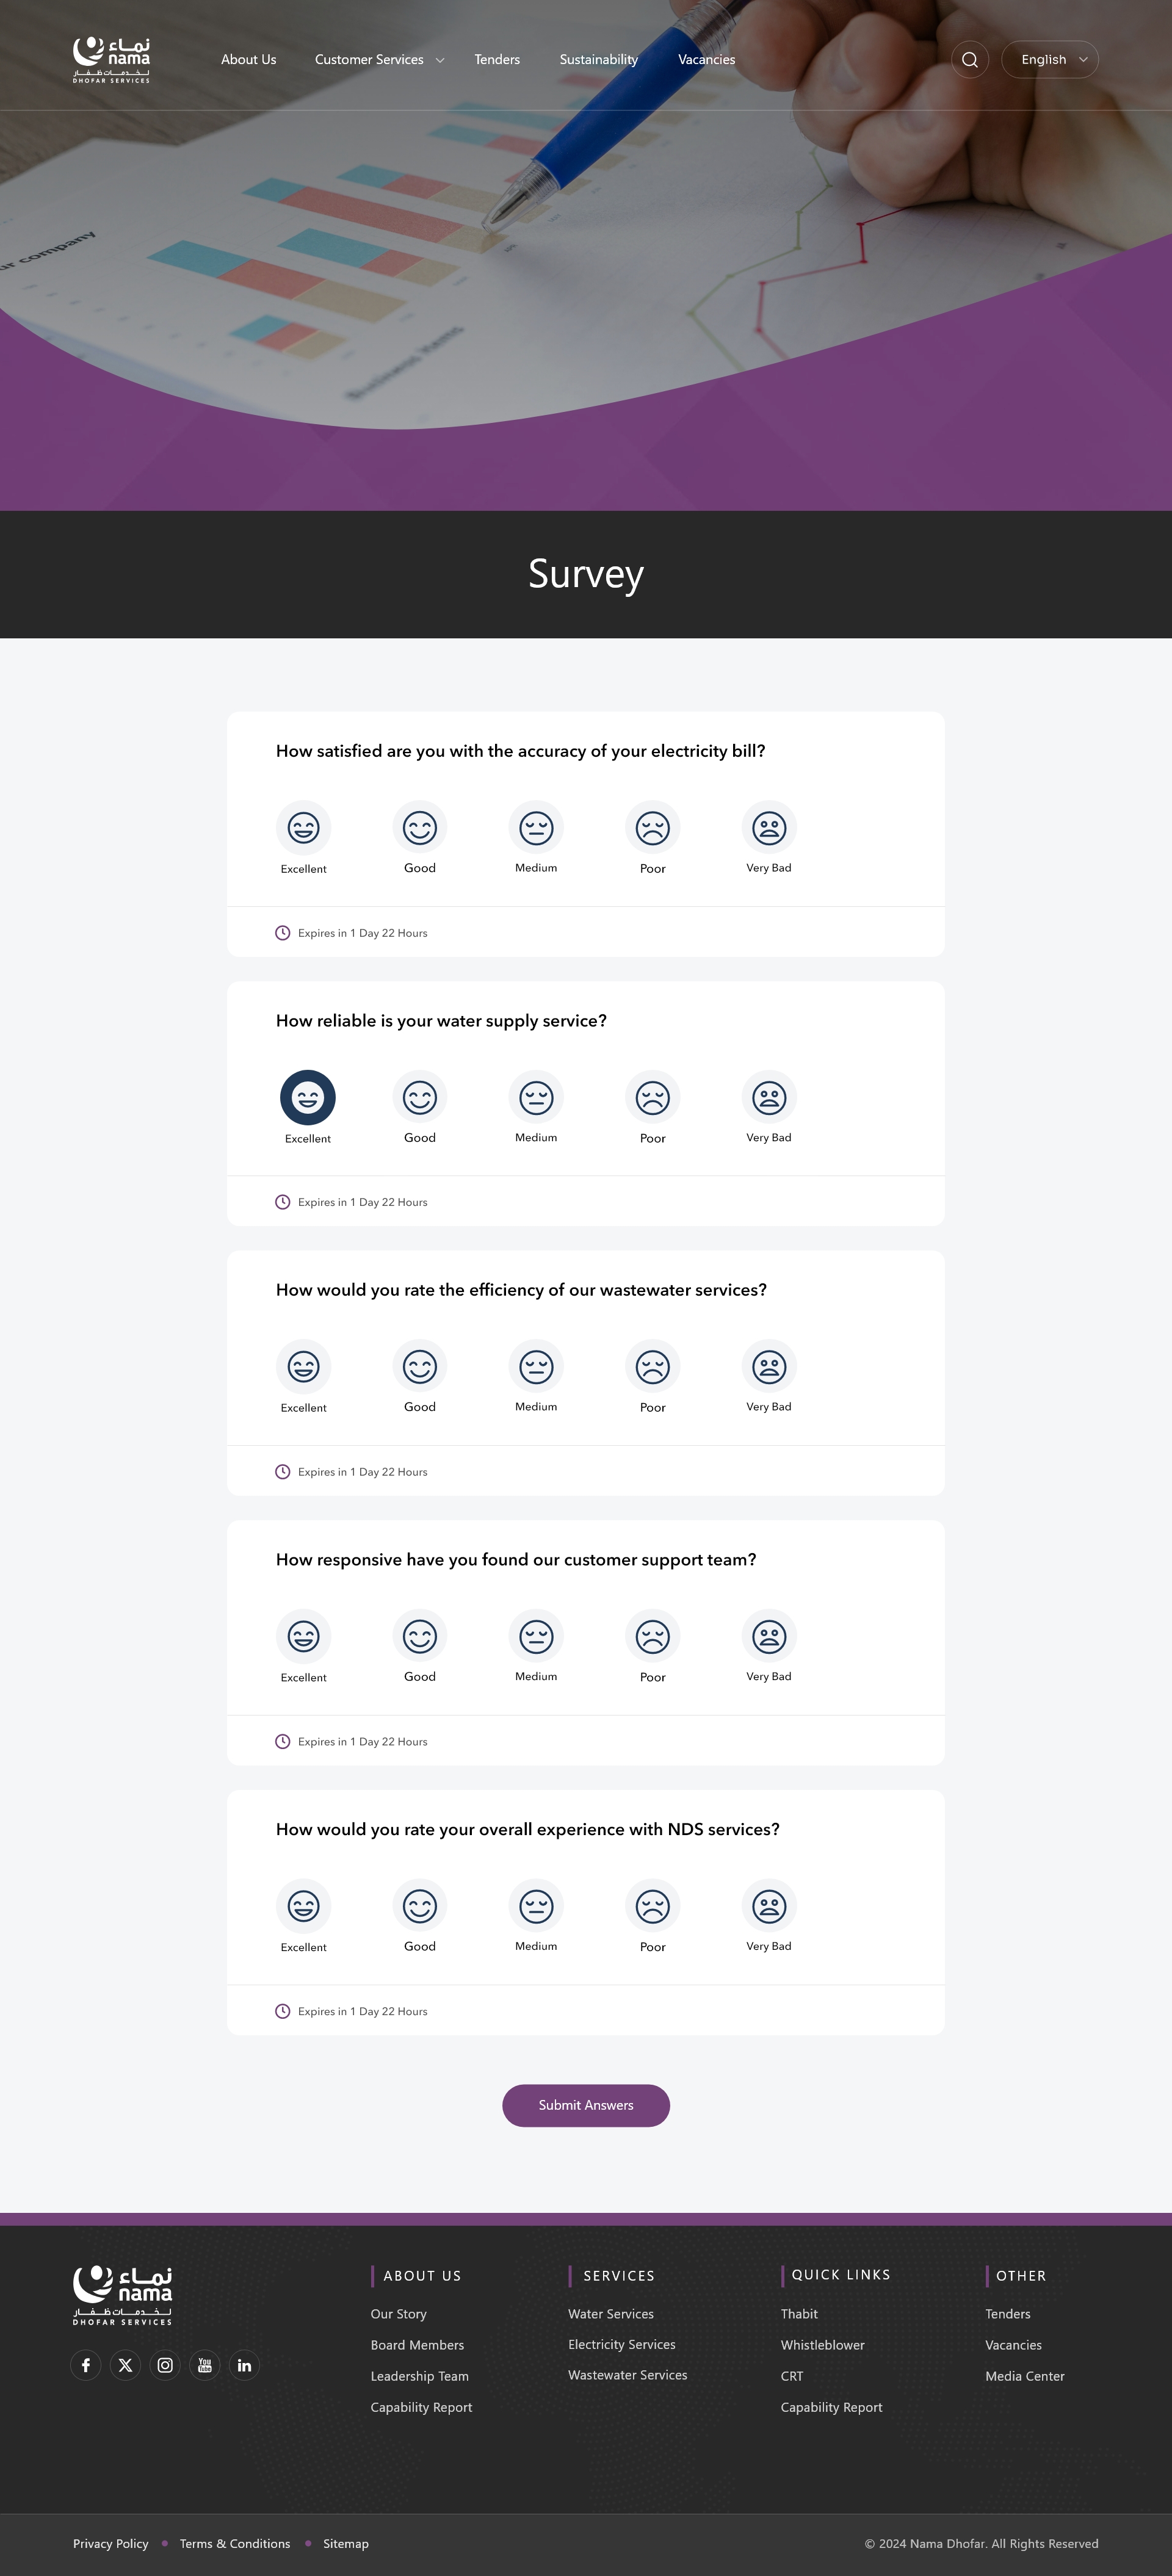 نماء
nama
لخدمات ظفار
DHOFAR SERVICES
About Us
Customer Services
Tenders
Sustainability
Vacancies
English
ur company
Survey
How satisfied are you with the accuracy of your electricity bill?
Excellent
Good
Medium
Poor
Very Bad
Expires in 1 Day 22 Hours
How reliable is your water supply service?
Excellent
Good
Medium
Poor
Very Bad
Expires in 1 Day 22 Hours
How would you rate the efficiency of our wastewater services?
Excellent
Good
Medium
Poor
Very Bad
Expires in 1 Day 22 Hours
How responsive have you found our customer support team?
Excellent
Good
Medium
Poor
Very Bad
Expires in 1 Day 22 Hours
How would you rate your overall experience with NDS services?
Excellent
Good
Medium
Poor
Very Bad
Expires in 1 Day 22 Hours
Submit Answers
نماء
nama
لخدمات ظفار
DHOFAR SERVICES
ABOUT US
Our Story
Board Members
Leadership Team
Capability Report
SERVICES
Water Services
Electricity Services
Wastewater Services
QUICK LINKS
Thabit
Whistleblower
CRT
Capability Report
OTHER
Tenders
Vacancies
Media Center
Privacy Policy
Terms & Conditions
Sitemap
© 2024 Nama Dhofar. All Rights Reserved